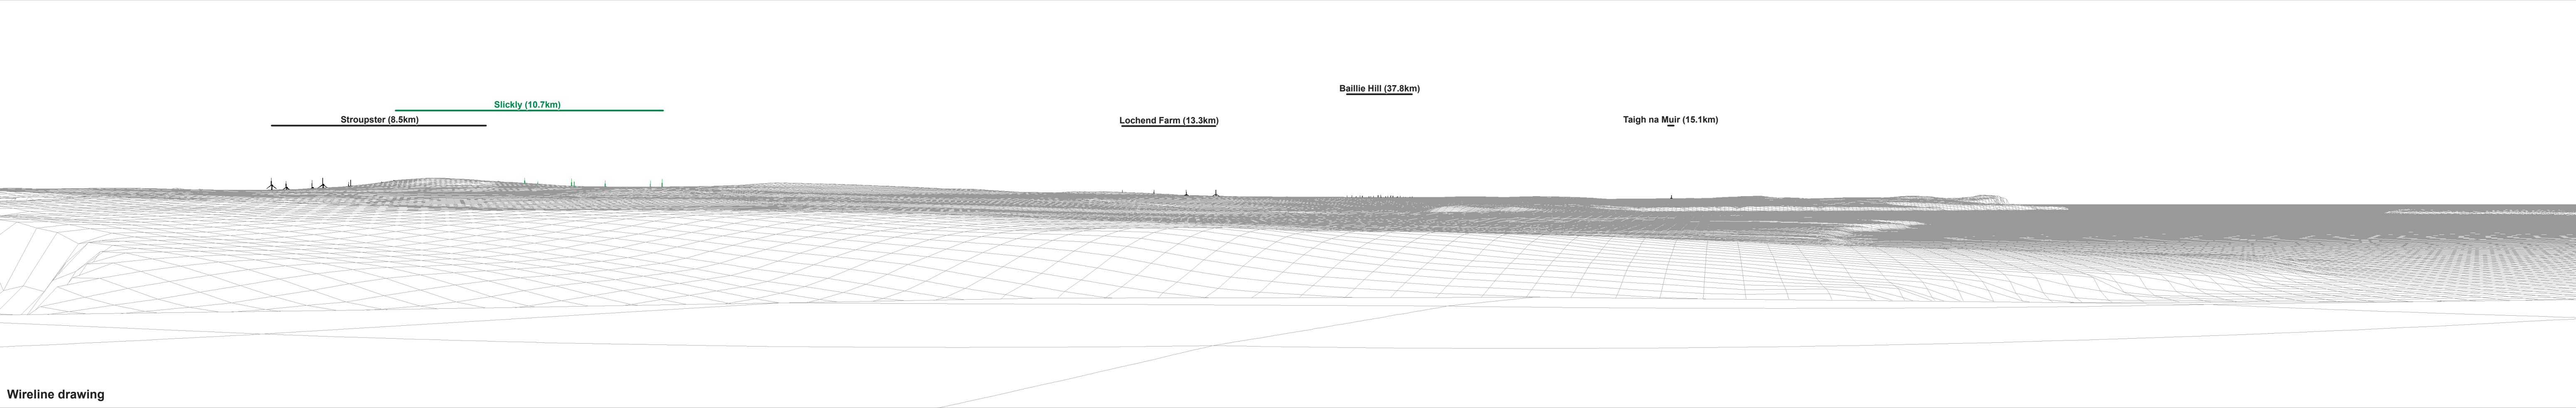 Baillie Hill (37.8km)
Slickly (10.7km)
Stroupster (8.5km)
Lochend Farm (13.3km)
Taigh na Muir (15.1km)
Wireline drawing